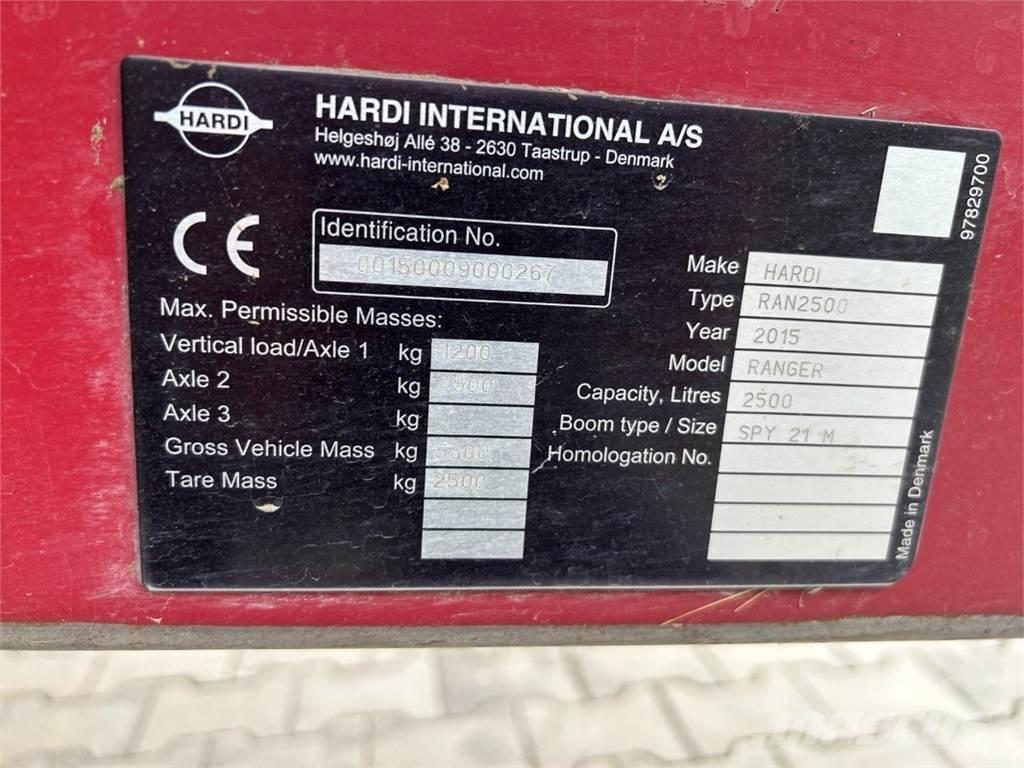 HARDI
HARDI INTERNATIONAL A/S
Helgeshøj Allé 38 - 2630 Taastrup - Denmark
www.hardi-international.com
97829700
Identification No.
00150009000267
Max. Permissible Masses:
Vertical load/Axle 1 kg 1200
Axle 2 kg
Axle 3 kg
Gross Vehicle Mass kg
Tare Mass kg 2500
Make HARDI
Type RAN2500
Year 2015
Model RANGER
Capacity, Litres 2500
Boom type / Size SPY 21 M
Homologation No.
Made in Denmark